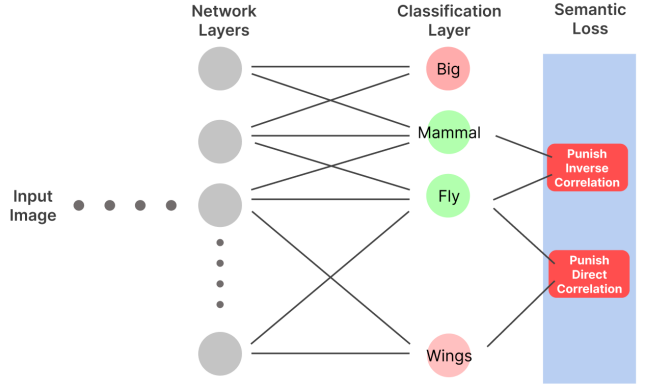 Network
Layers
Classification
Layer
Semantic
Loss
Big
Mammal
Fly
Wings
Input
Image
Punish
Inverse
Correlation
Punish
Direct
Correlation